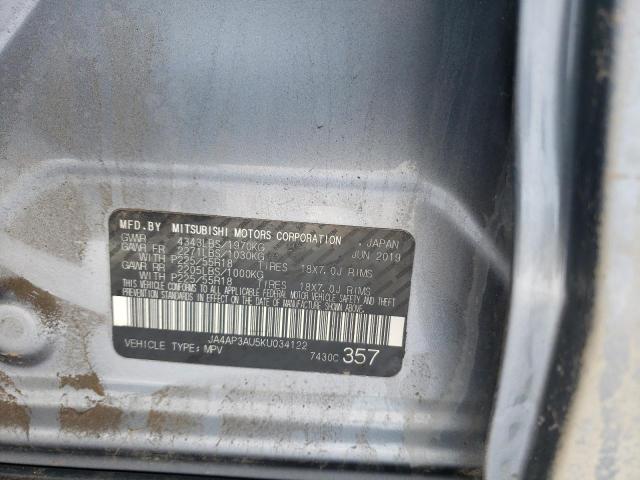 MFD.BY MITSUBISHI MOTORS CORPORATION , JAPAN
GVWR 4343LBS/1970KG JUN 2019
GAWR FR 2271LBS/1030KG
WITH P225/55R18 TIRES 18X7.0J RIMS
GAWR RR 2205LBS/1000KG
WITH P225/55R18 TIRES 18X7.0J RIMS
THIS VEHICLE CONFORMS TO ALL APPLICABLE FEDERAL MOTOR VEHICLE SAFETY AND THEFT
PREVENTION STANDARDS IN EFFECT ON THE DATE OF MANUFACTURE SHOWN ABOVE.
JA4AP3AU5KU034122
VEHICLE TYPE: MPV 7430C 357